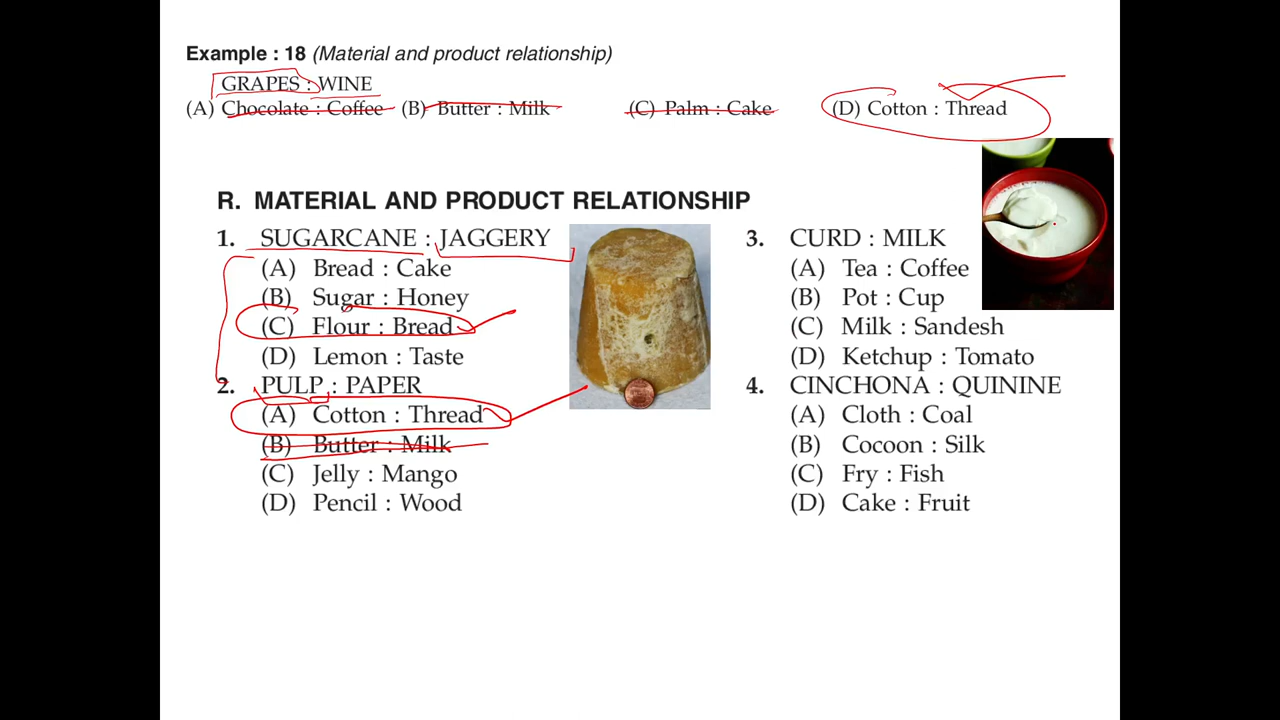 Example : 18 (Material and product relationship)
GRAPES : WINE
(A) Chocolate : Coffee (B) Butter : Milk (C) Palm : Cake (D) Cotton : Thread
R. MATERIAL AND PRODUCT RELATIONSHIP
1. SUGARCANE : JAGGERY
(A) Bread : Cake
(B) Sugar : Honey
(C) Flour : Bread
(D) Lemon : Taste
2. PULP : PAPER
(A) Cotton : Thread
(B) Butter : Milk
(C) Jelly : Mango
(D) Pencil : Wood
3. CURD : MILK
(A) Tea : Coffee
(B) Pot : Cup
(C) Milk : Sandesh
(D) Ketchup : Tomato
4. CINCHONA : QUININE
(A) Cloth : Coal
(B) Cocoon : Silk
(C) Fry : Fish
(D) Cake : Fruit